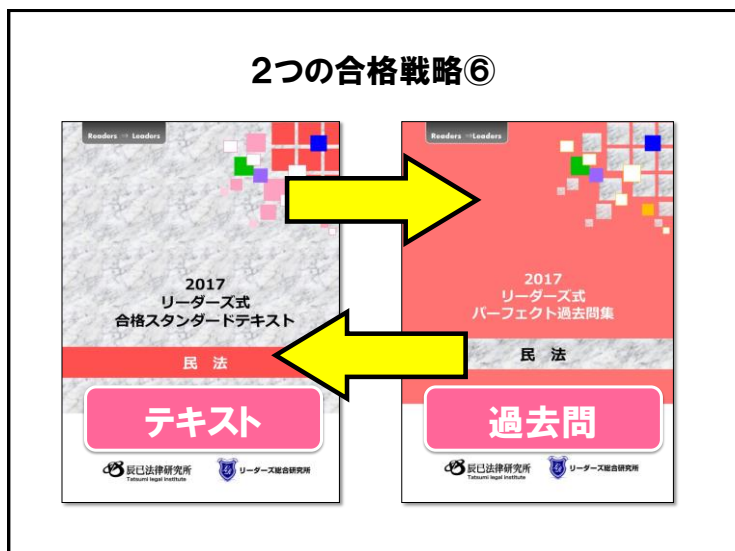 2つの合格戦略⑥
Readers Leaders
2017
リーダーズ式
合格スタンダードテキスト
民 法
テキスト
辰已法律研究所
Tatsumi legal institute
リーダーズ総合研究所
Readers Leaders
2017
リーダーズ式
パーフェクト過去問集
民 法
過去問
辰已法律研究所
Tatsumi legal institute
リーダーズ総合研究所